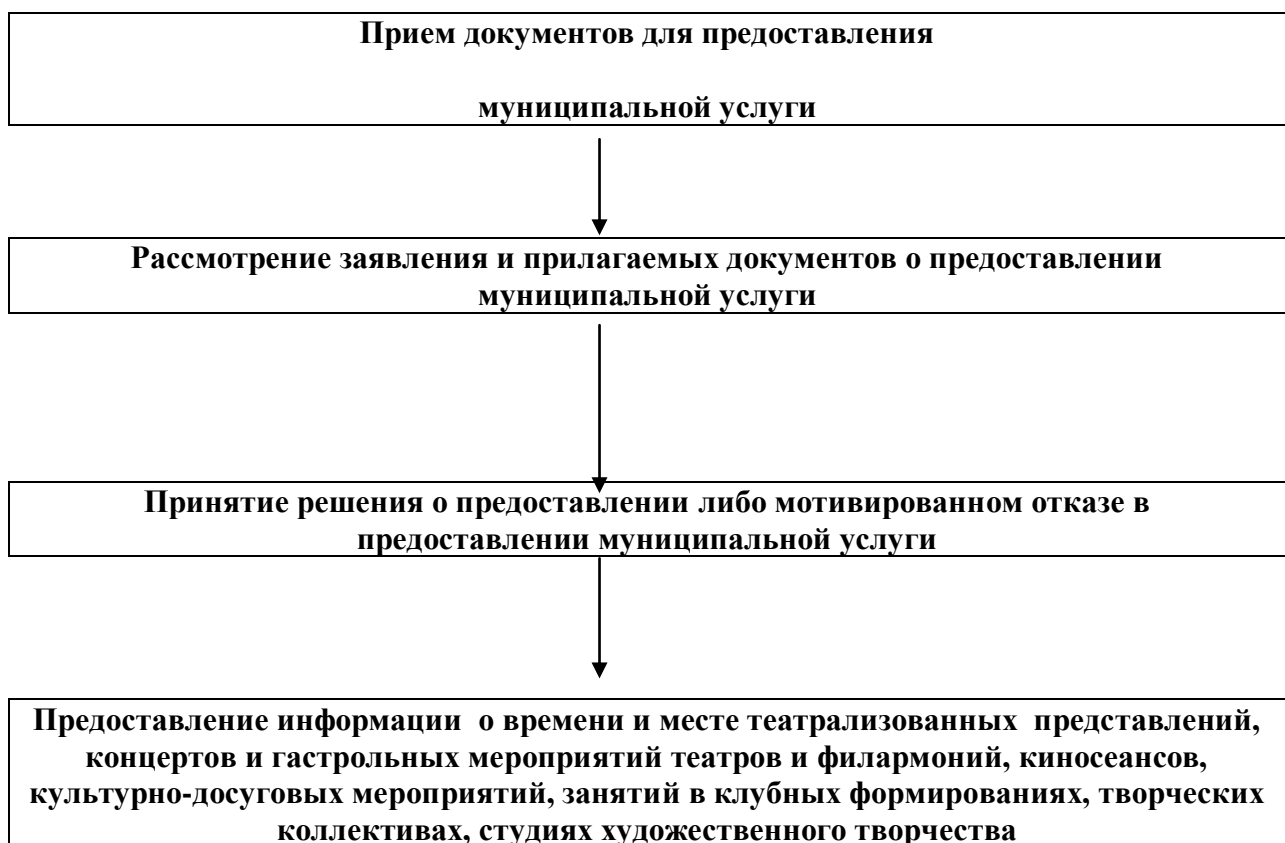 Прием документов для предоставления
муниципальной услуги
Рассмотрение заявления и прилагаемых документов о предоставлении
муниципальной услуги
Принятие решения о предоставлении либо мотивированном отказе в
предоставлении муниципальной услуги
Предоставление информации о времени и месте театрализованных представлений,
концертов и гастрольных мероприятий театров и филармоний, киносеансов,
культурно-досуговых мероприятий, занятий в клубных формированиях, творческих
коллективах, студиях художественного творчества